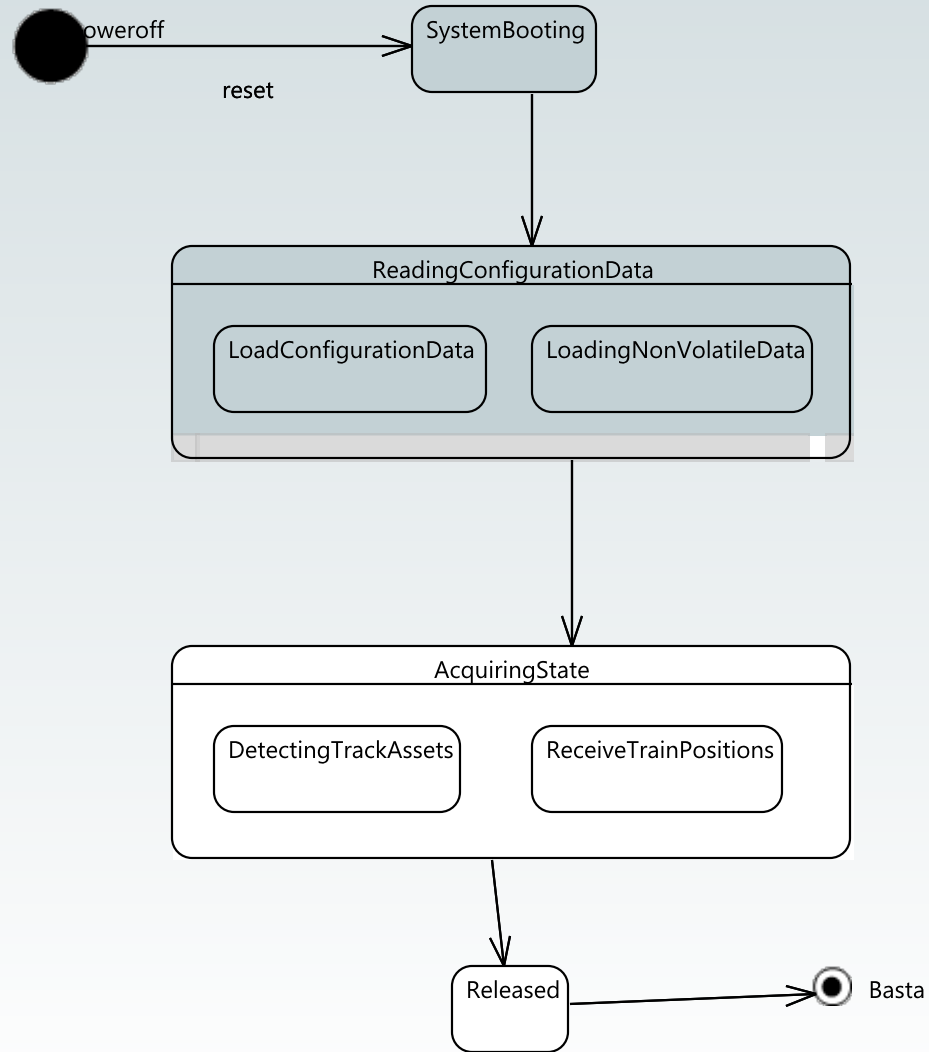 oweroff
SystemBooting
reset
ReadingConfigurationData
LoadConfigurationData
LoadingNonVolatileData
AcquiringState
DetectingTrackAssets
ReceiveTrainPositions
Released
Basta